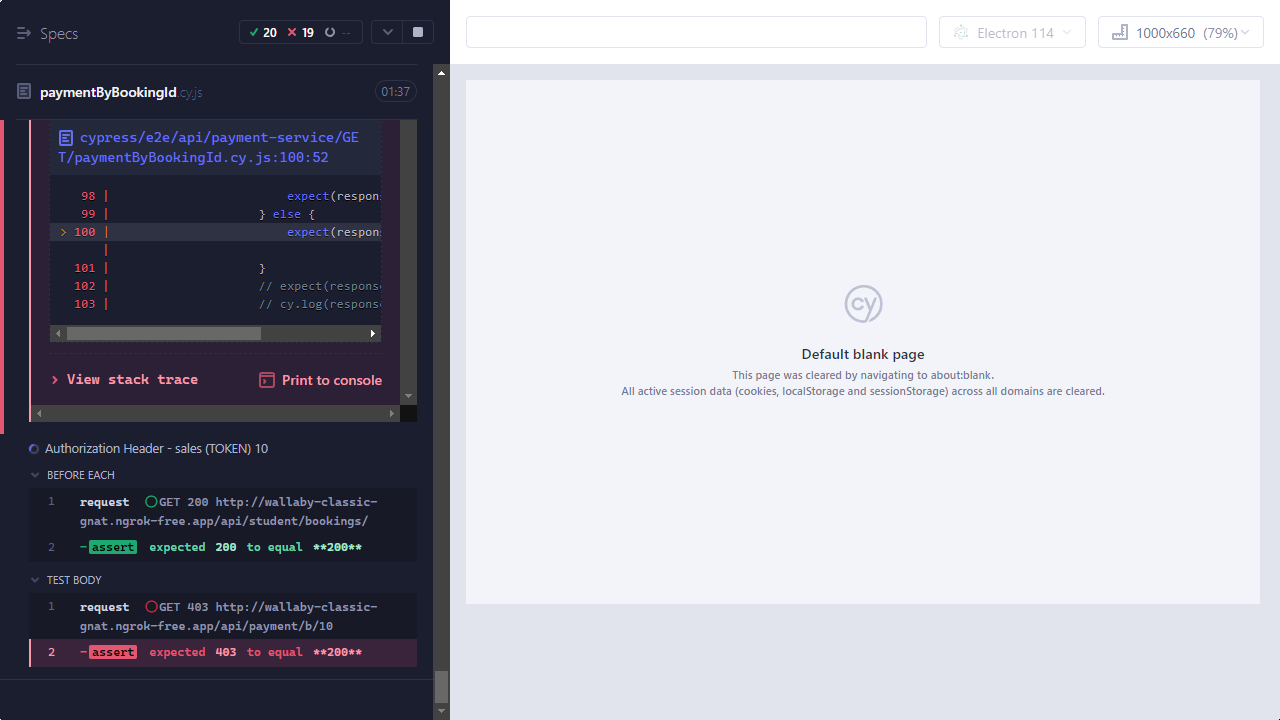 Specs
20 19 --
paymentByBookingId.cy.js 01:37
cypress/e2e/api/payment-service/GE
T/paymentByBookingId.cy.js:100:52
98 | expect(respons
99 | } else {
> 100 | expect(respons
|
101 | }
102 | // expect(response
103 | // cy.log(response
> View stack trace Print to console
Authorization Header - sales (TOKEN) 10
BEFORE EACH
1 request GET 200 http://wallaby-classic-
gnat.ngrok-free.app/api/student/bookings/
2 -assert expected 200 to equal **200**
TEST BODY
1 request GET 403 http://wallaby-classic-
gnat.ngrok-free.app/api/payment/b/10
2 -assert expected 403 to equal **200**
Electron 114
1000x660 (79%)
cy
Default blank page
This page was cleared by navigating to about:blank.
All active session data (cookies, localStorage and sessionStorage) across all domains are cleared.